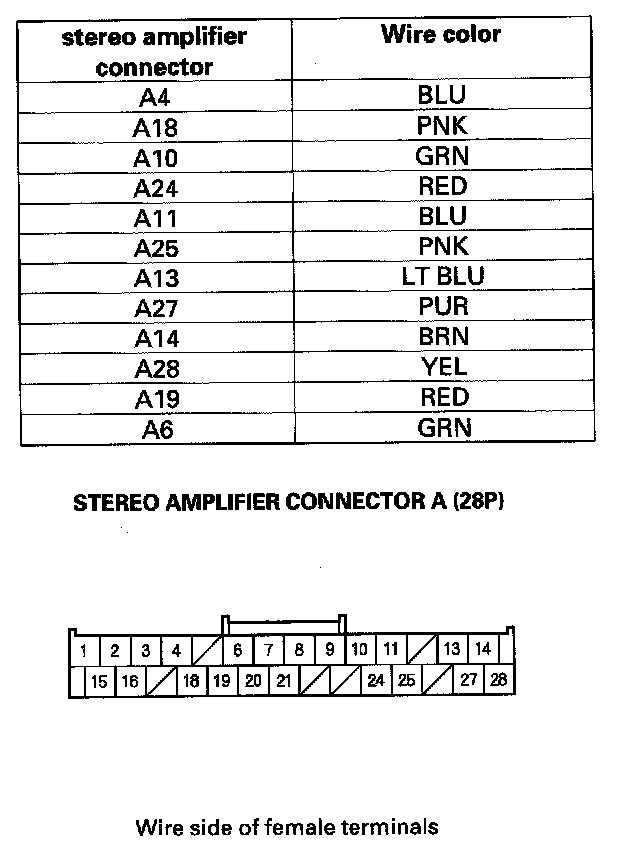 stereo amplifier connector Wire color
A4 BLU
A18 PNK
A10 GRN
A24 RED
A11 BLU
A25 PNK
A13 LT BLU
A27 PUR
A14 BRN
A28 YEL
A19 RED
A6 GRN
STEREO AMPLIFIER CONNECTOR A (28P)
1 2 3 4 6 7 8 9 10 11 13 14
15 16 18 19 20 21 24 25 27 28
Wire side of female terminals